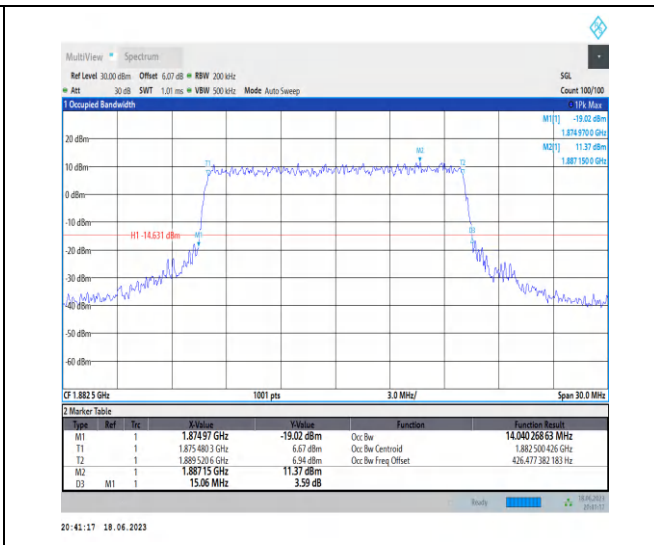 MultiView Spectrum
Ref Level 30.00 dBm Offset 6.07 dB RBW 200 kHz SGL
Att 30 dB SWT 1.01 ms VBW 500 kHz Mode Auto Sweep Count 100/100
1 Occupied Bandwidth 1Pk Max
M1[1] -19.02 dBm
1.874 970 0 GHz
M2[1] 11.37 dBm
1.887 150 0 GHz
20 dBm
M2
T1 T2
10 dBm
0 dBm
-10 dBm
H1 -14.631 dBm M1 D3
-20 dBm
-30 dBm
-40 dBm
-50 dBm
-60 dBm
CF 1.882 5 GHz 1001 pts 3.0 MHz/ Span 30.0 MHz
2 Marker Table
Type Ref Trc X-Value Y-Value Function Function Result
M1 1 1.874 97 GHz -19.02 dBm Occ Bw 14.040 268 63 MHz
T1 1 1.875 480 3 GHz 6.67 dBm Occ Bw Centroid 1.882 500 426 GHz
T2 1 1.889 520 6 GHz 6.94 dBm Occ Bw Freq Offset 426.477 382 183 Hz
M2 1 1.887 15 GHz 11.37 dBm
D3 M1 1 15.06 MHz 3.59 dB
Ready 18.06.2023
20:41:17
20:41:17 18.06.2023